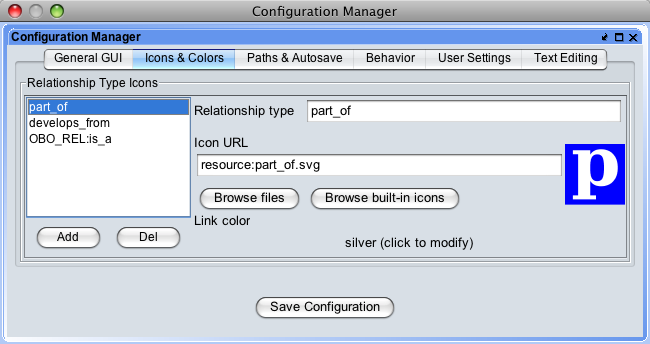 Configuration Manager
Configuration Manager
General GUI Icons & Colors Paths & Autosave Behavior User Settings Text Editing
Relationship Type Icons
part_of
develops_from
OBO_REL:is_a
Relationship type part_of
Icon URL
resource:part_of.svg
p
Browse files Browse built-in icons
Link color
silver (click to modify)
Add Del
Save Configuration